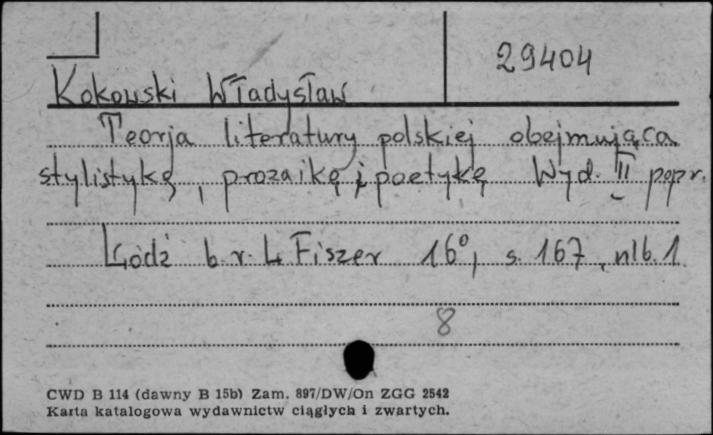 29404
Kokowski Władysław
Teorja literatury polskiej obejmująca
stylistykę, prozaikę i poetykę Wyd. II popr.
Łódź b.r. L. Fiszer 16°, s. 167, nlb. 1
8
CWD B 114 (dawny B 15b) Zam. 897/DW/On ZGG 2542
Karta katalogowa wydawnictw ciągłych i zwartych.